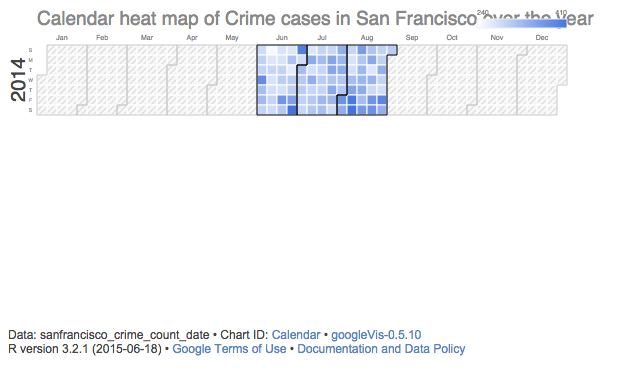 Calendar heat map of Crime cases in San Francisco over the year
240 410
Jan Feb Mar Apr May Jun Jul Aug Sep Oct Nov Dec
2014
S
M
T
W
T
F
S
Data: sanfrancisco_crime_count_date • Chart ID: Calendar • googleVis-0.5.10
R version 3.2.1 (2015-06-18) • Google Terms of Use • Documentation and Data Policy